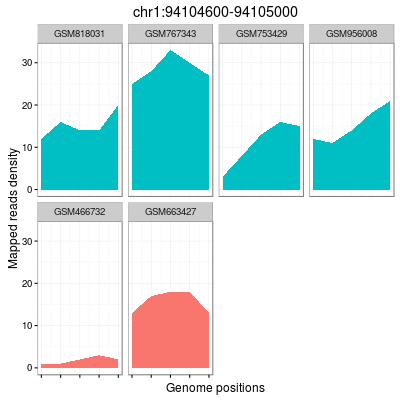 chr1:94104600-94105000
GSM818031 GSM767343 GSM753429 GSM956008
30
20
10
0
Mapped reads density
GSM466732 GSM663427
30
20
10
0
Genome positions